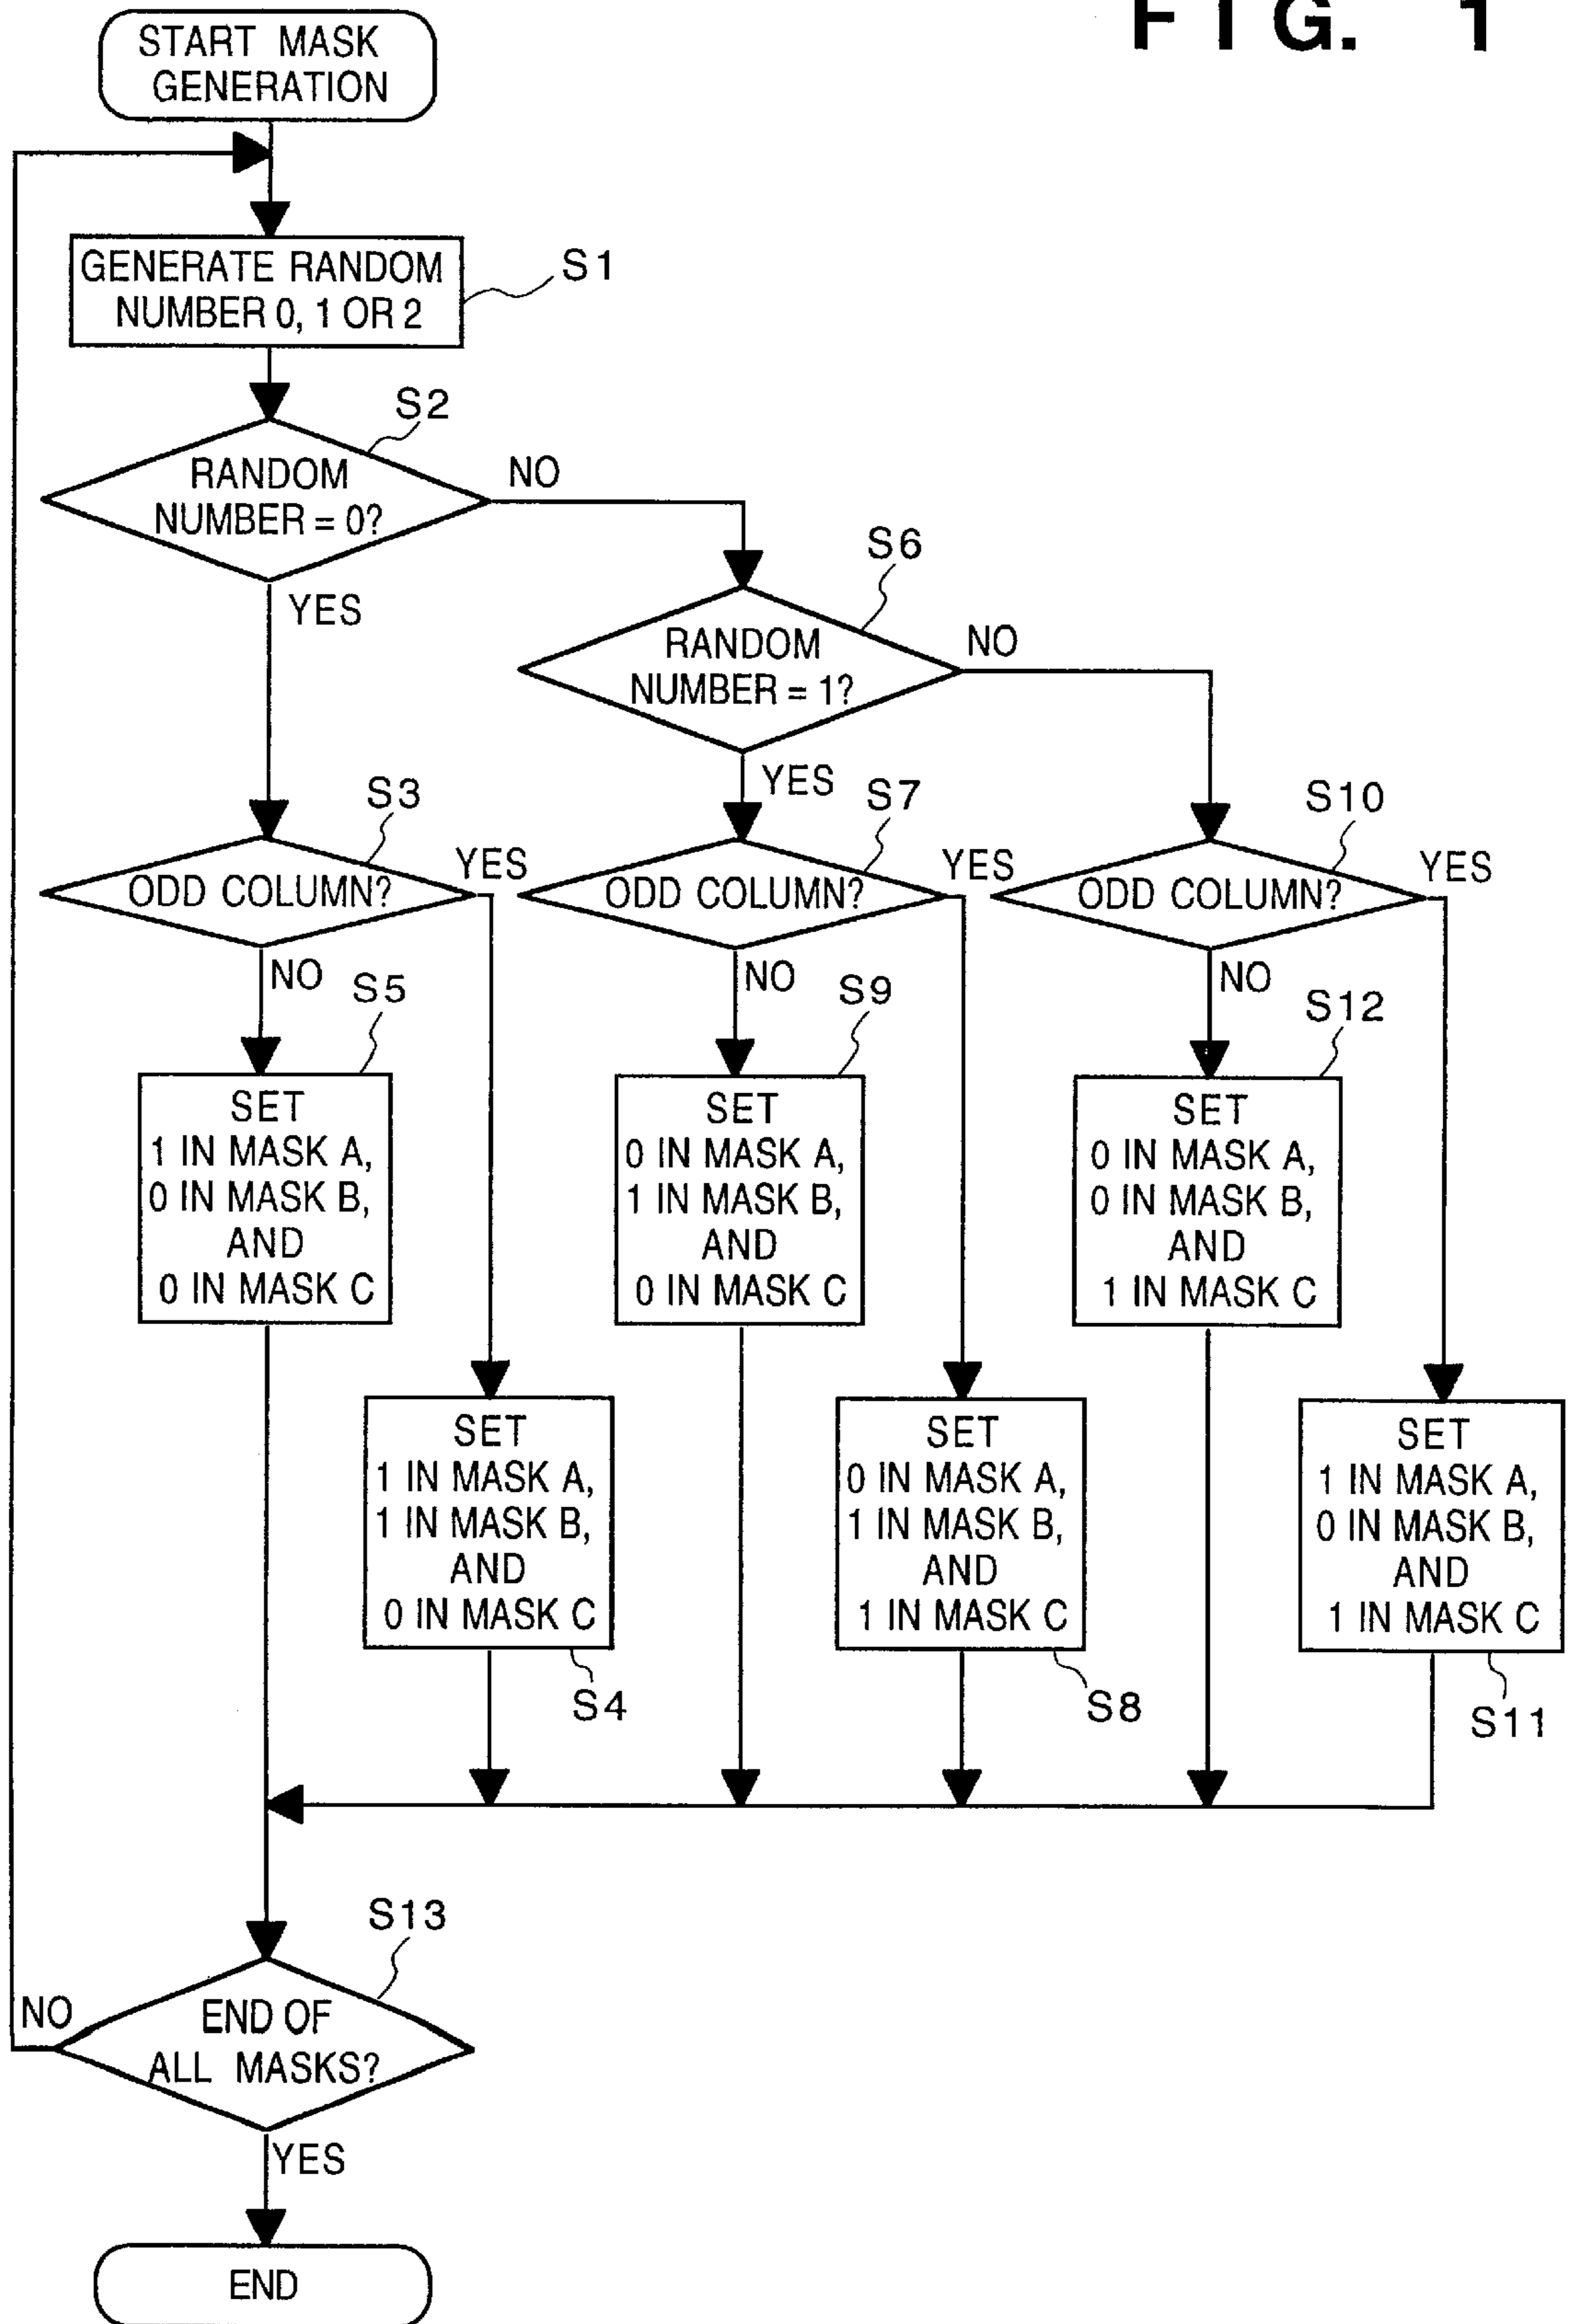 FIG. 1
START MASK
GENERATION
GENERATE RANDOM
NUMBER 0, 1 OR 2
S1
S2
RANDOM
NUMBER = 0?
NO
YES
S6
RANDOM
NUMBER = 1?
NO
YES
S3
ODD COLUMN?
YES
NO
S7
ODD COLUMN?
YES
NO
S10
ODD COLUMN?
YES
NO
S5
SET
1 IN MASK A,
0 IN MASK B,
AND
0 IN MASK C
S9
SET
0 IN MASK A,
1 IN MASK B,
AND
0 IN MASK C
S12
SET
0 IN MASK A,
0 IN MASK B,
AND
1 IN MASK C
SET
1 IN MASK A,
1 IN MASK B,
AND
0 IN MASK C
S4
SET
0 IN MASK A,
1 IN MASK B,
AND
1 IN MASK C
S8
SET
1 IN MASK A,
0 IN MASK B,
AND
1 IN MASK C
S11
S13
END OF
ALL MASKS?
NO
YES
END